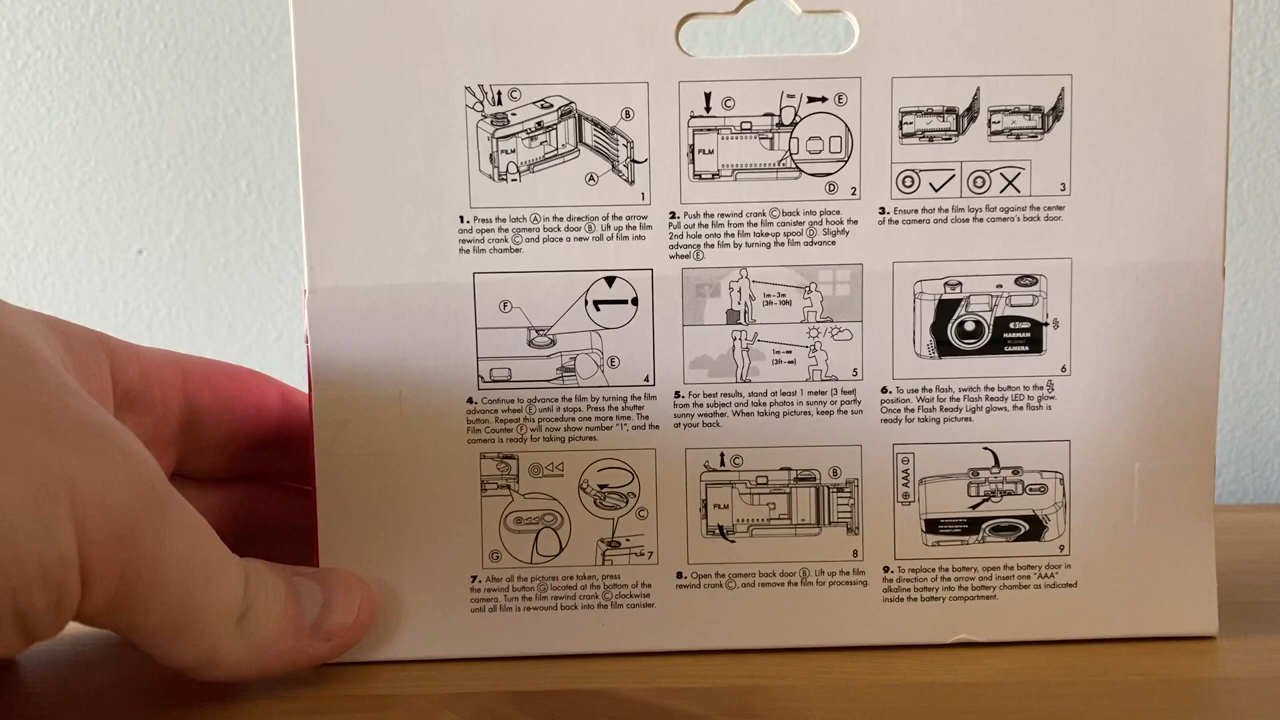 C
B
FILM
A
1
1. Press the latch Ⓐ in the direction of the arrow
and open the camera back door Ⓑ. Lift up the film
rewind crank Ⓒ and place a new roll of film into
the film chamber.
C
E
FILM
D
2
2. Push the rewind crank Ⓒ back into place.
Pull out the film from the film canister and hook the
2nd hole onto the film take-up spool Ⓓ. Slightly
advance the film by turning the film advance
wheel Ⓔ.
FILM
FILM
3
3. Ensure that the film lays flat against the center
of the camera and close the camera's back door.
F
1
E
4
4. Continue to advance the film by turning the film
advance wheel Ⓔ until it stops. Press the shutter
button. Repeat this procedure one more time. The
Film Counter Ⓕ will now show number "1", and the
camera is ready for taking pictures.
1m–3m
(3ft–10ft)
1m–∞
(3ft–∞)
5
5. For best results, stand at least 1 meter (3 feet)
from the subject and take photos in sunny or partly
sunny weather. When taking pictures, keep the sun
at your back.
HARMAN
CAMERA
6
6. To use the flash, switch the button to the
position. Wait for the Flash Ready LED to glow.
Once the Flash Ready Light glows, the flash is
ready for taking pictures.
C
G
7
7. After all the pictures are taken, press
the rewind button Ⓖ located at the bottom of the
camera. Turn the film rewind crank Ⓒ clockwise
until all film is re-wound back into the film canister.
C
B
FILM
8
8. Open the camera back door Ⓑ. Lift up the film
rewind crank Ⓒ, and remove the film for processing.
⊕ AAA ⊖
9
9. To replace the battery, open the battery door in
the direction of the arrow and insert one "AAA"
alkaline battery into the battery chamber as indicated
inside the battery compartment.